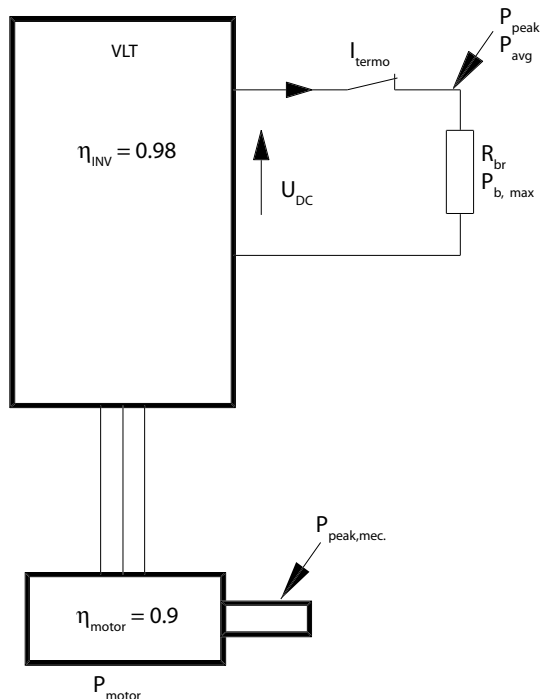 P_peak
P_avg
VLT
I_termo
η_INV = 0.98
R_br
P_b, max
U_DC
P_peak,mec.
η_motor = 0.9
P_motor